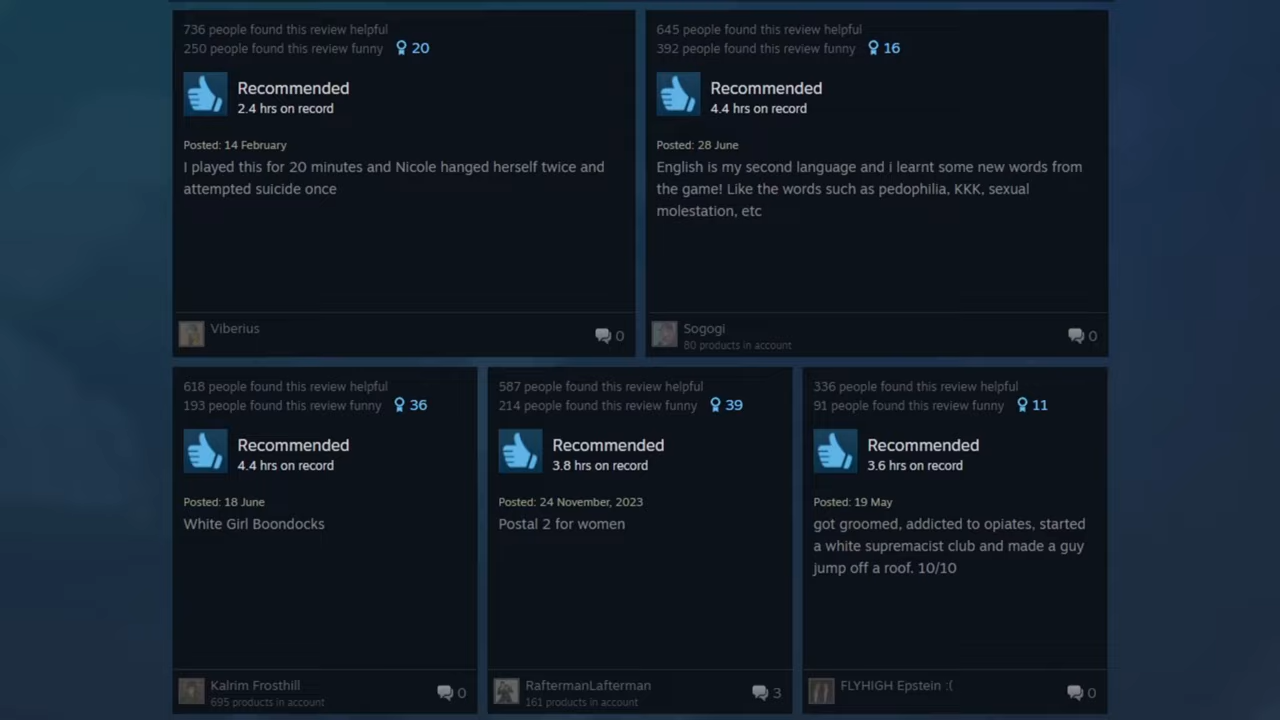 736 people found this review helpful
250 people found this review funny 20
Recommended
2.4 hrs on record
Posted: 14 February
I played this for 20 minutes and Nicole hanged herself twice and
attempted suicide once
Viberius
0
645 people found this review helpful
392 people found this review funny 16
Recommended
4.4 hrs on record
Posted: 28 June
English is my second language and i learnt some new words from
the game! Like the words such as pedophilia, KKK, sexual
molestation, etc
Sogogi
80 products in account
0
618 people found this review helpful
193 people found this review funny 36
Recommended
4.4 hrs on record
Posted: 18 June
White Girl Boondocks
Kalrim Frosthill
695 products in account
0
587 people found this review helpful
214 people found this review funny 39
Recommended
3.8 hrs on record
Posted: 24 November, 2023
Postal 2 for women
RaftermanLafterman
161 products in account
3
336 people found this review helpful
91 people found this review funny 11
Recommended
3.6 hrs on record
Posted: 19 May
got groomed, addicted to opiates, started
a white supremacist club and made a guy
jump off a roof. 10/10
FLYHIGH Epstein :(
0